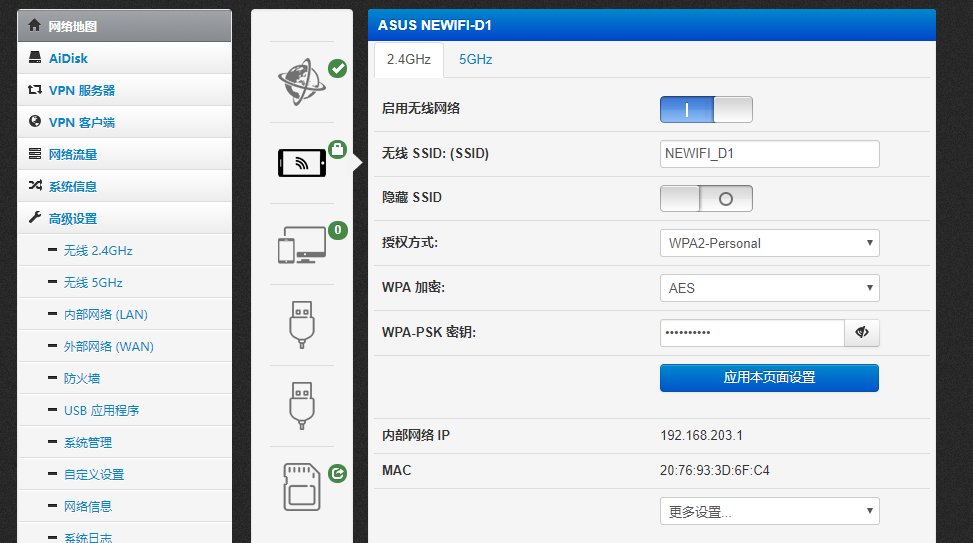 网络地图
AiDisk
VPN 服务器
VPN 客户端
网络流量
系统信息
高级设置
无线 2.4GHz
无线 5GHz
内部网络 (LAN)
外部网络 (WAN)
防火墙
USB 应用程序
系统管理
自定义设置
网络信息
系统日志
0
ASUS NEWIFI-D1
2.4GHz 5GHz
启用无线网络
无线 SSID: (SSID) NEWIFI_D1
隐藏 SSID
授权方式: WPA2-Personal
WPA 加密: AES
WPA-PSK 密钥: ••••••••••
应用本页面设置
内部网络 IP 192.168.203.1
MAC 20:76:93:3D:6F:C4
更多设置...